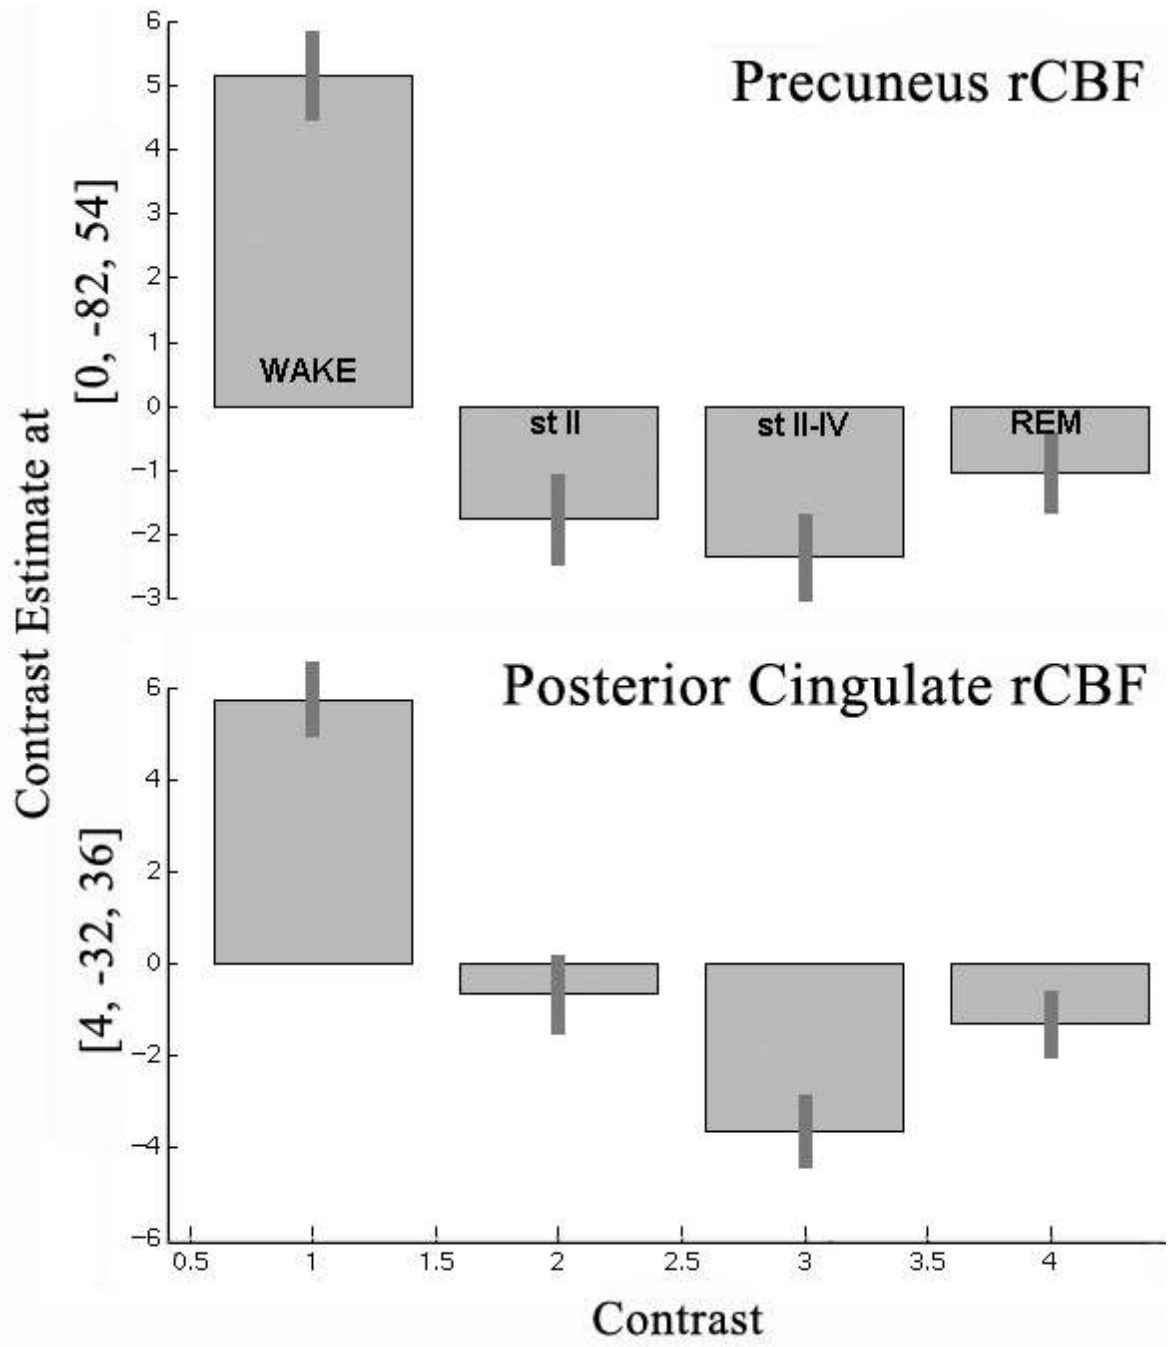 Precuneus rCBF
6
5
4
3
2
1
0
−1
−2
−3
WAKE
st II
st II-IV
REM
Contrast Estimate at
[0, -82, 54]
[4, -32, 36]
Posterior Cingulate rCBF
6
4
2
0
−2
−4
−6
0.5 1 1.5 2 2.5 3 3.5 4
Contrast